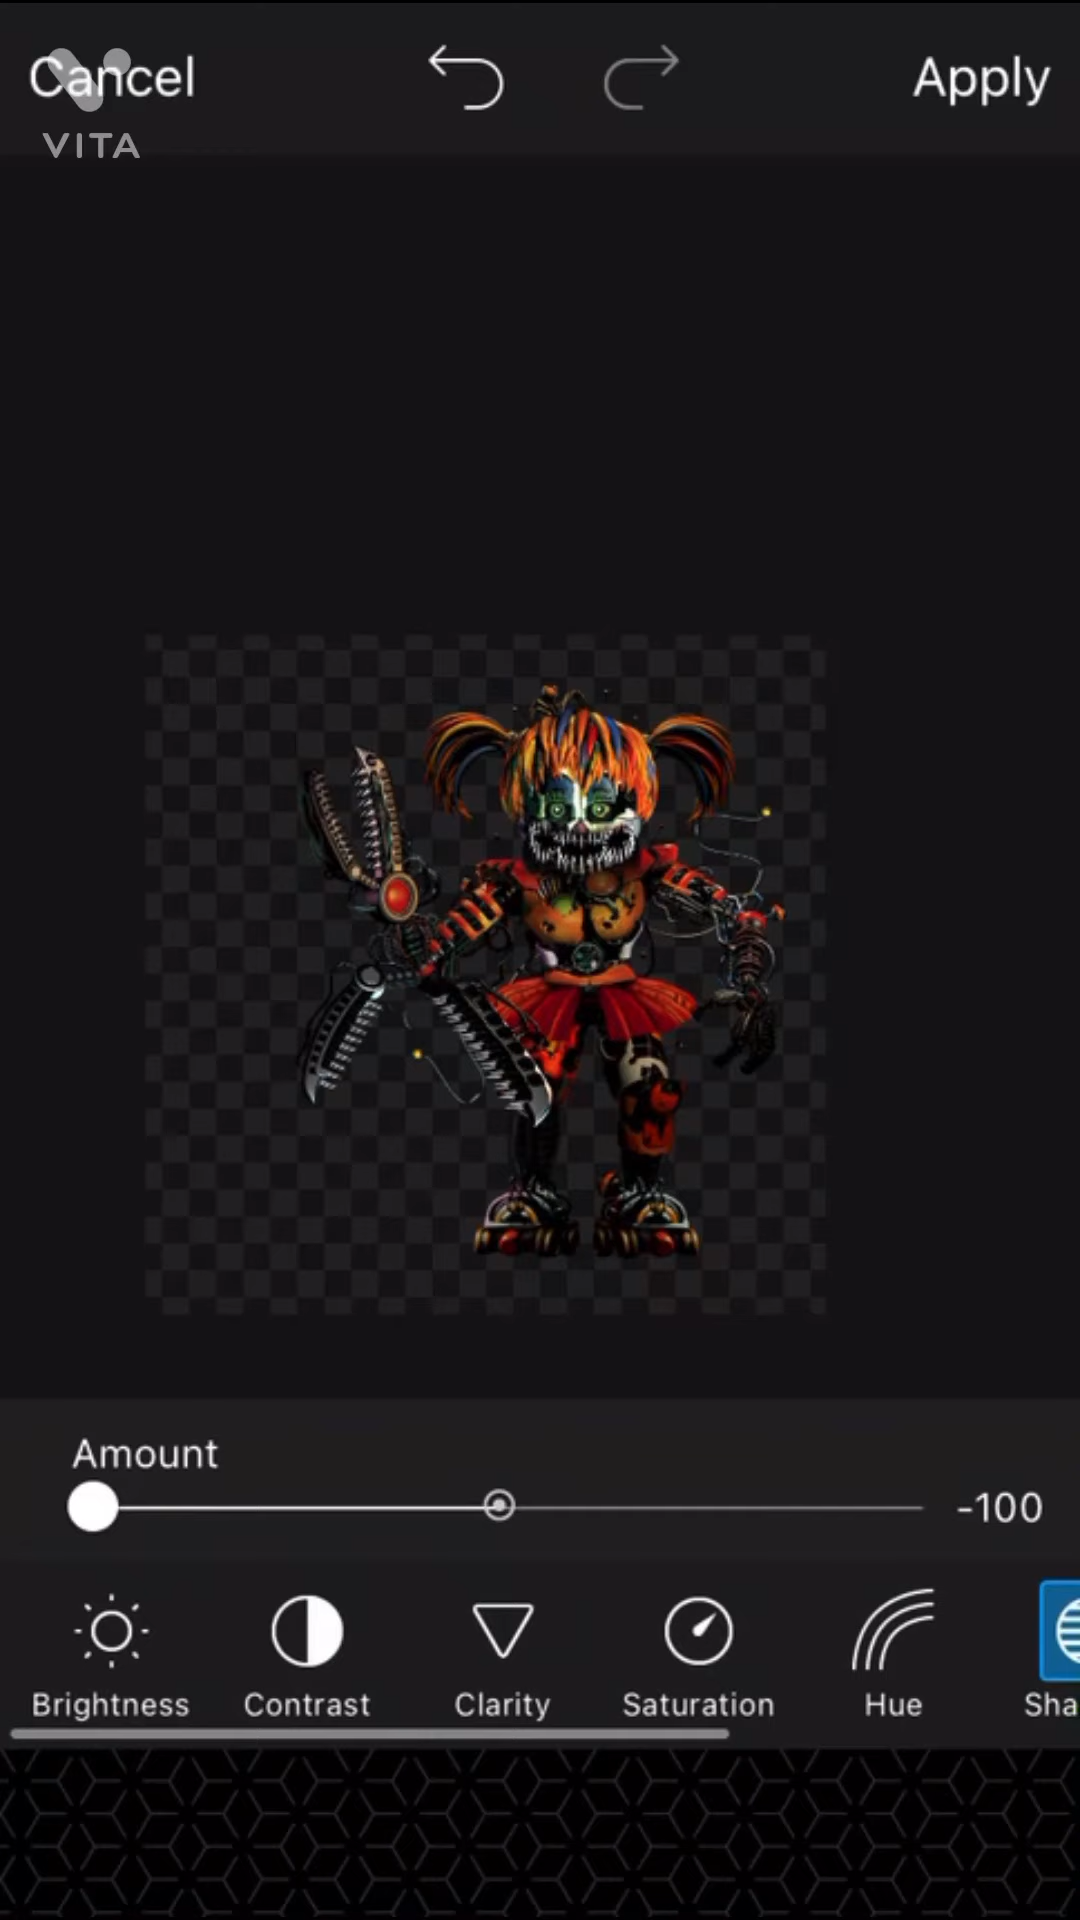 Cancel
Apply
VITA
Amount
-100
Brightness
Contrast
Clarity
Saturation
Hue
Sha